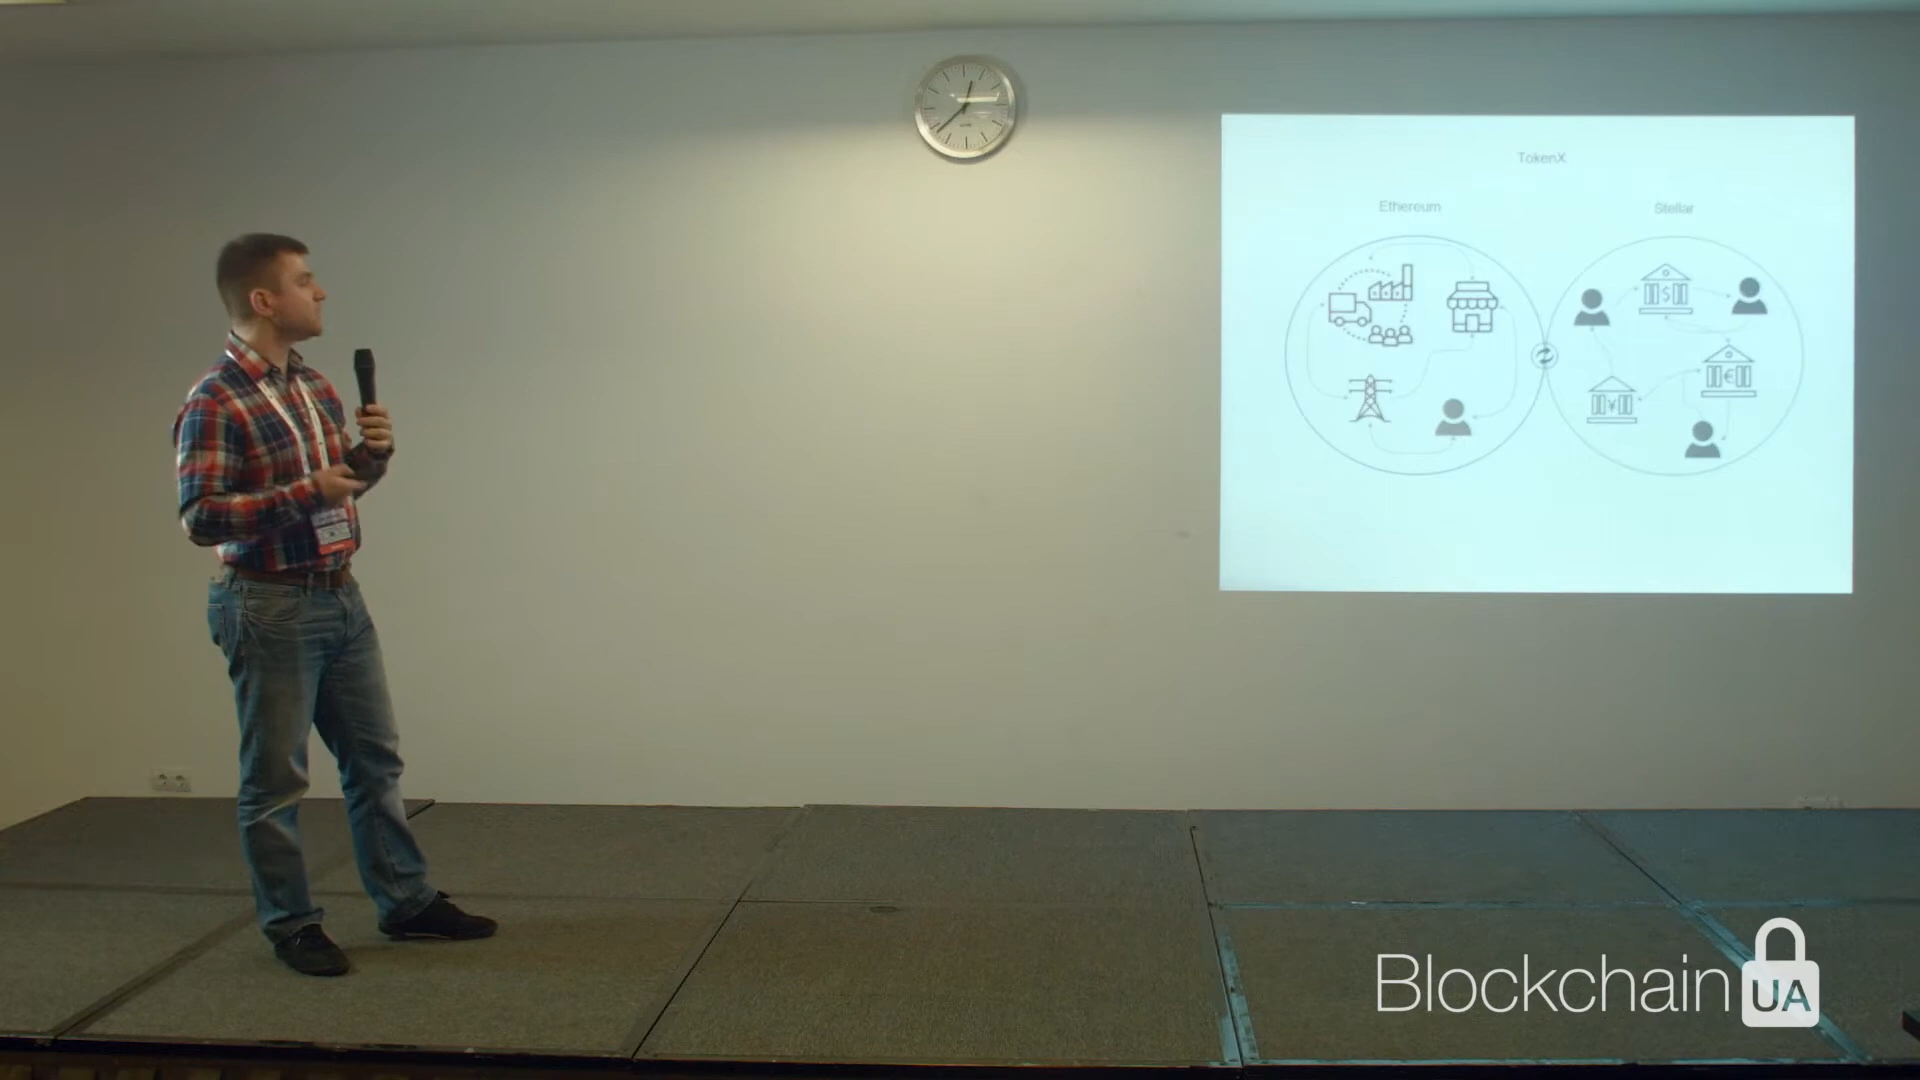 TokenX
Ethereum
Stellar
$
€
¥
Blockchain UA